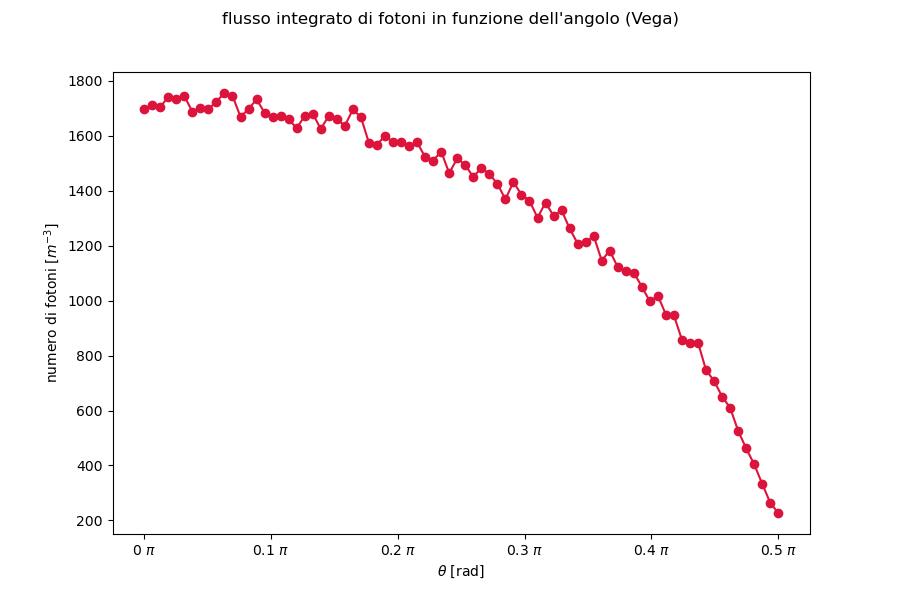 flusso integrato di fotoni in funzione dell'angolo (Vega)
1800
1600
1400
1200
1000
800
600
400
200
numero di fotoni [$m^{-3}$]
0 π
0.1 π
0.2 π
0.3 π
0.4 π
0.5 π
θ [rad]